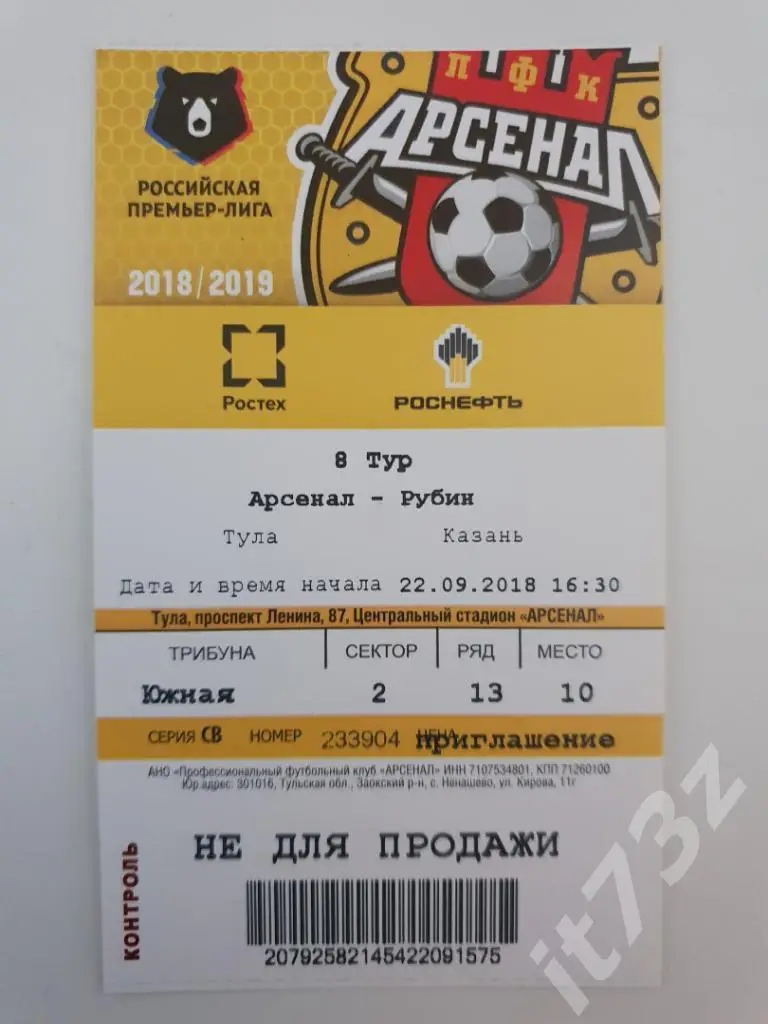 ПФК
АРСЕНАЛ
РОССИЙСКАЯ
ПРЕМЬЕР-ЛИГА
2018/2019
Ростех РОСНЕФТЬ
8 Тур
Арсенал - Рубин
Тула Казань
Дата и время начала 22.09.2018 16:30
Тула, проспект Ленина, 87, Центральный стадион «АРСЕНАЛ»
ТРИБУНА СЕКТОР РЯД МЕСТО
Южная 2 13 10
СЕРИЯ СВ НОМЕР 233904 ЦЕНА приглашение
АНО «Профессиональный футбольный клуб «АРСЕНАЛ» ИНН 7107534801, КПП 71260100
Юр.адрес: 301016, Тульская обл., Заокский р-н, с. Ненашево, ул. Кирова, 11г
НЕ ДЛЯ ПРОДАЖИ
КОНТРОЛЬ
20792582145422091575
it73z